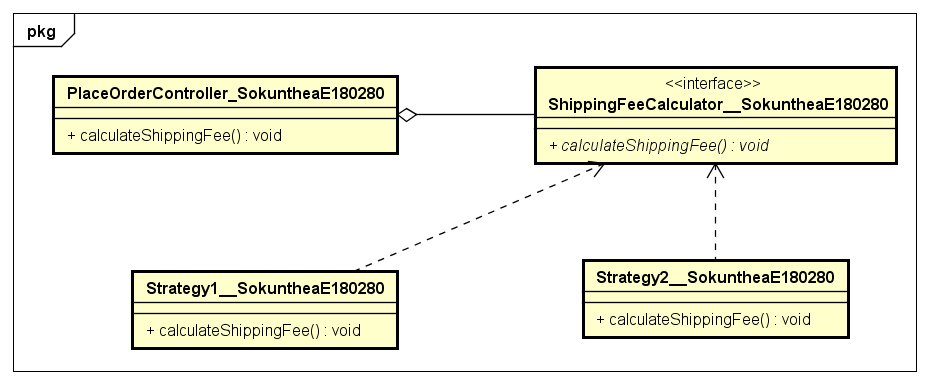 pkg
PlaceOrderController_SokuntheaE180280
+ calculateShippingFee() : void
<<interface>>
ShippingFeeCalculator__SokuntheaE180280
+ calculateShippingFee() : void
Strategy1__SokuntheaE180280
+ calculateShippingFee() : void
Strategy2__SokuntheaE180280
+ calculateShippingFee() : void